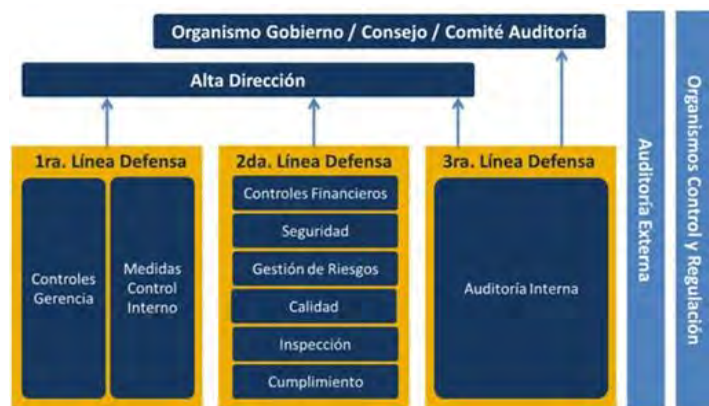 Organismo Gobierno / Consejo / Comité Auditoría
Alta Dirección
1ra. Línea Defensa
Controles
Gerencia
Medidas
Control
Interno
2da. Línea Defensa
Controles Financieros
Seguridad
Gestión de Riesgos
Calidad
Inspección
Cumplimiento
3ra. Línea Defensa
Auditoría Interna
Auditoría Externa
Organismos Control y Regulación